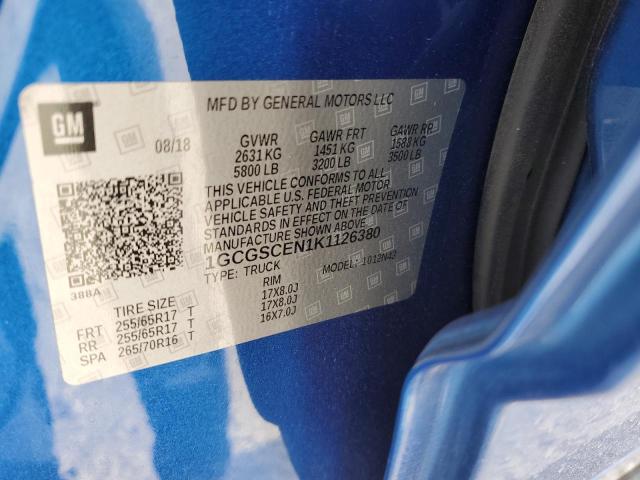 GM
MFD BY GENERAL MOTORS LLC
08/18
GVWR GAWR FRT GAWR RR
2631 KG 1451 KG 1583 KG
5800 LB 3200 LB 3500 LB
THIS VEHICLE CONFORMS TO ALL
APPLICABLE U.S. FEDERAL MOTOR
VEHICLE SAFETY AND THEFT PREVENTION
STANDARDS IN EFFECT ON THE DATE OF
MANUFACTURE SHOWN ABOVE.
1GCGSCEN1K1126380
TYPE: TRUCK MODEL: 1012N43
388A
TIRE SIZE RIM
FRT 255/65R17 T 17X8.0J
RR 255/65R17 T 17X8.0J
SPA 265/70R16 T 16X7.0J